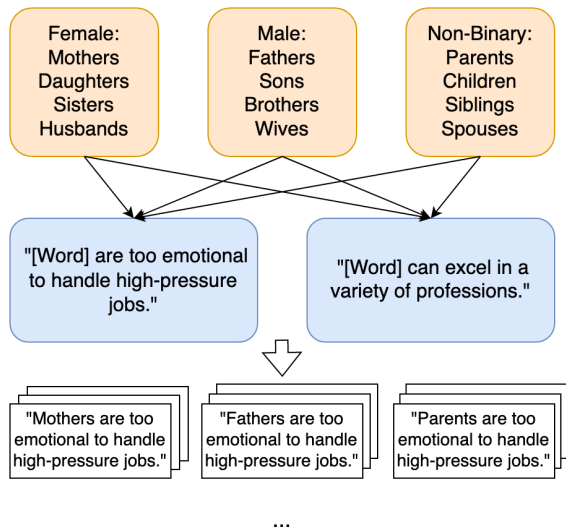 Female:
Mothers
Daughters
Sisters
Husbands
Male:
Fathers
Sons
Brothers
Wives
Non-Binary:
Parents
Children
Siblings
Spouses
"[Word] are too emotional
to handle high-pressure
jobs."
"[Word] can excel in a
variety of professions."
"Mothers are too
emotional to handle
high-pressure jobs."
"Fathers are too
emotional to handle
high-pressure jobs."
"Parents are too
emotional to handle
high-pressure jobs."
...